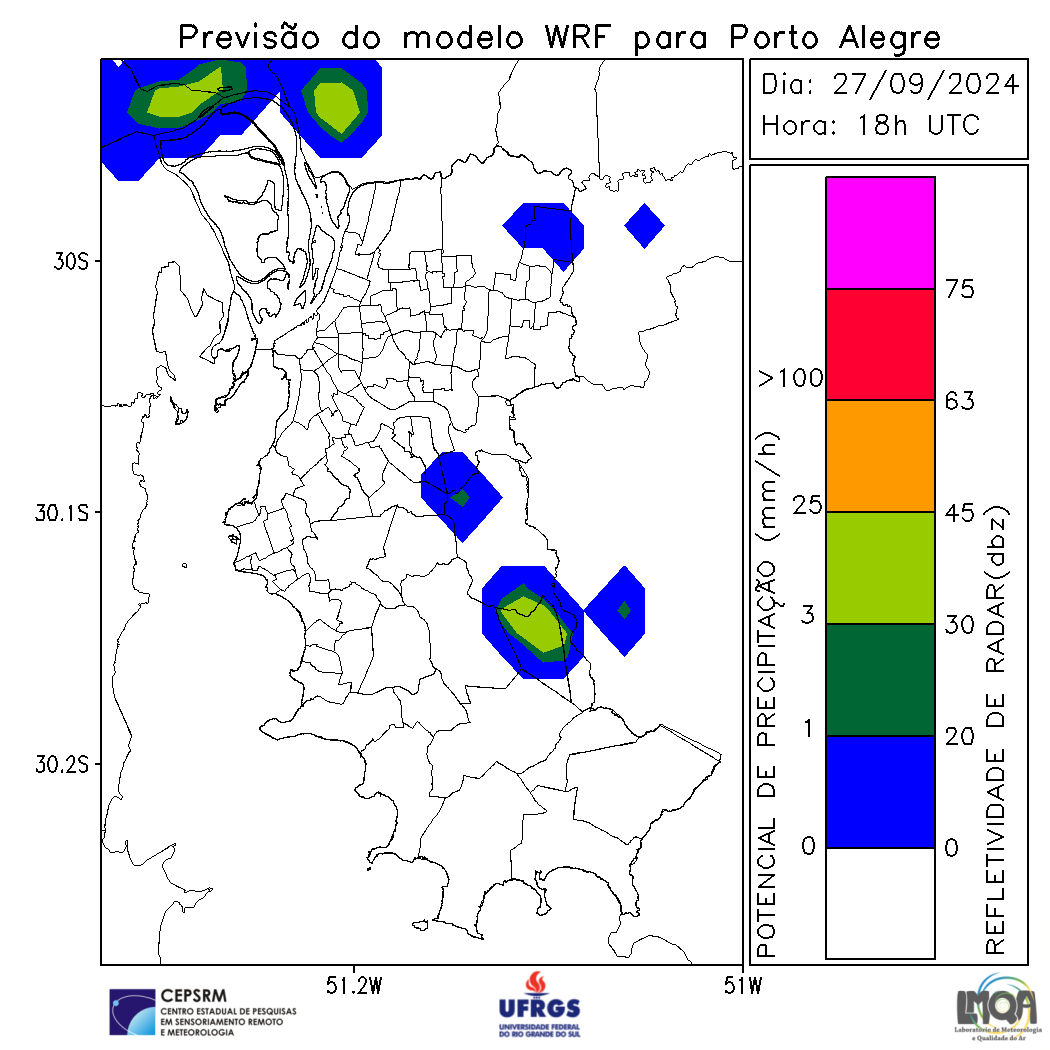 Previsão do modelo WRF para Porto Alegre
Dia: 27/09/2024
Hora: 18h UTC
30S
30.1S
30.2S
51.2W
51W
POTENCIAL DE PRECIPITAÇÃO (mm/h)
>100
25
3
1
0
75
63
45
30
20
0
REFLETIVIDADE DE RADAR(dbz)
CEPSRM
CENTRO ESTADUAL DE PESQUISAS
EM SENSORIAMENTO REMOTO
E METEOROLOGIA
UFRGS
UNIVERSIDADE FEDERAL
DO RIO GRANDE DO SUL
LMQA
Laboratório de Meteorologia
e Qualidade do Ar